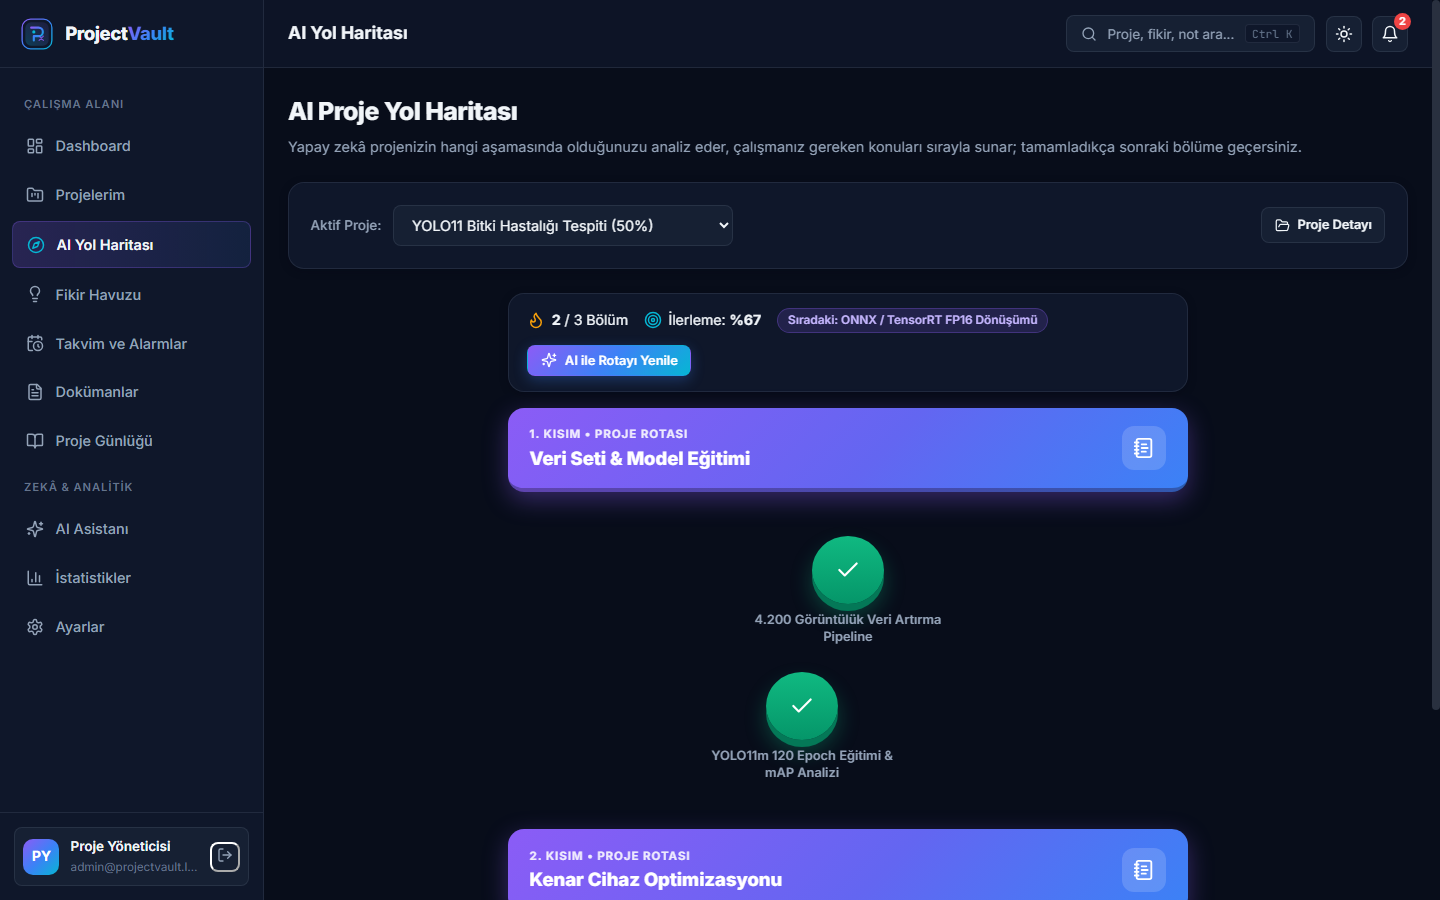 ProjectVault
AI Yol Haritası
Proje, fikir, not ara...
Ctrl K
2
ÇALIŞMA ALANI
Dashboard
Projelerim
AI Yol Haritası
Fikir Havuzu
Takvim ve Alarmlar
Dokümanlar
Proje Günlüğü
ZEKÂ & ANALİTİK
AI Asistanı
İstatistikler
Ayarlar
PY
Proje Yöneticisi
admin@projectvault.l...
AI Proje Yol Haritası
Yapay zekâ projenizin hangi aşamasında olduğunuzu analiz eder, çalışmanız gereken konuları sırayla sunar; tamamladıkça sonraki bölüme geçersiniz.
Aktif Proje:
YOLO11 Bitki Hastalığı Tespiti (50%)
Proje Detayı
2 / 3 Bölüm
İlerleme: %67
Sıradaki: ONNX / TensorRT FP16 Dönüşümü
AI ile Rotayı Yenile
1. KISIM • PROJE ROTASI
Veri Seti & Model Eğitimi
4.200 Görüntülük Veri Artırma
Pipeline
YOLO11m 120 Epoch Eğitimi &
mAP Analizi
2. KISIM • PROJE ROTASI
Kenar Cihaz Optimizasyonu